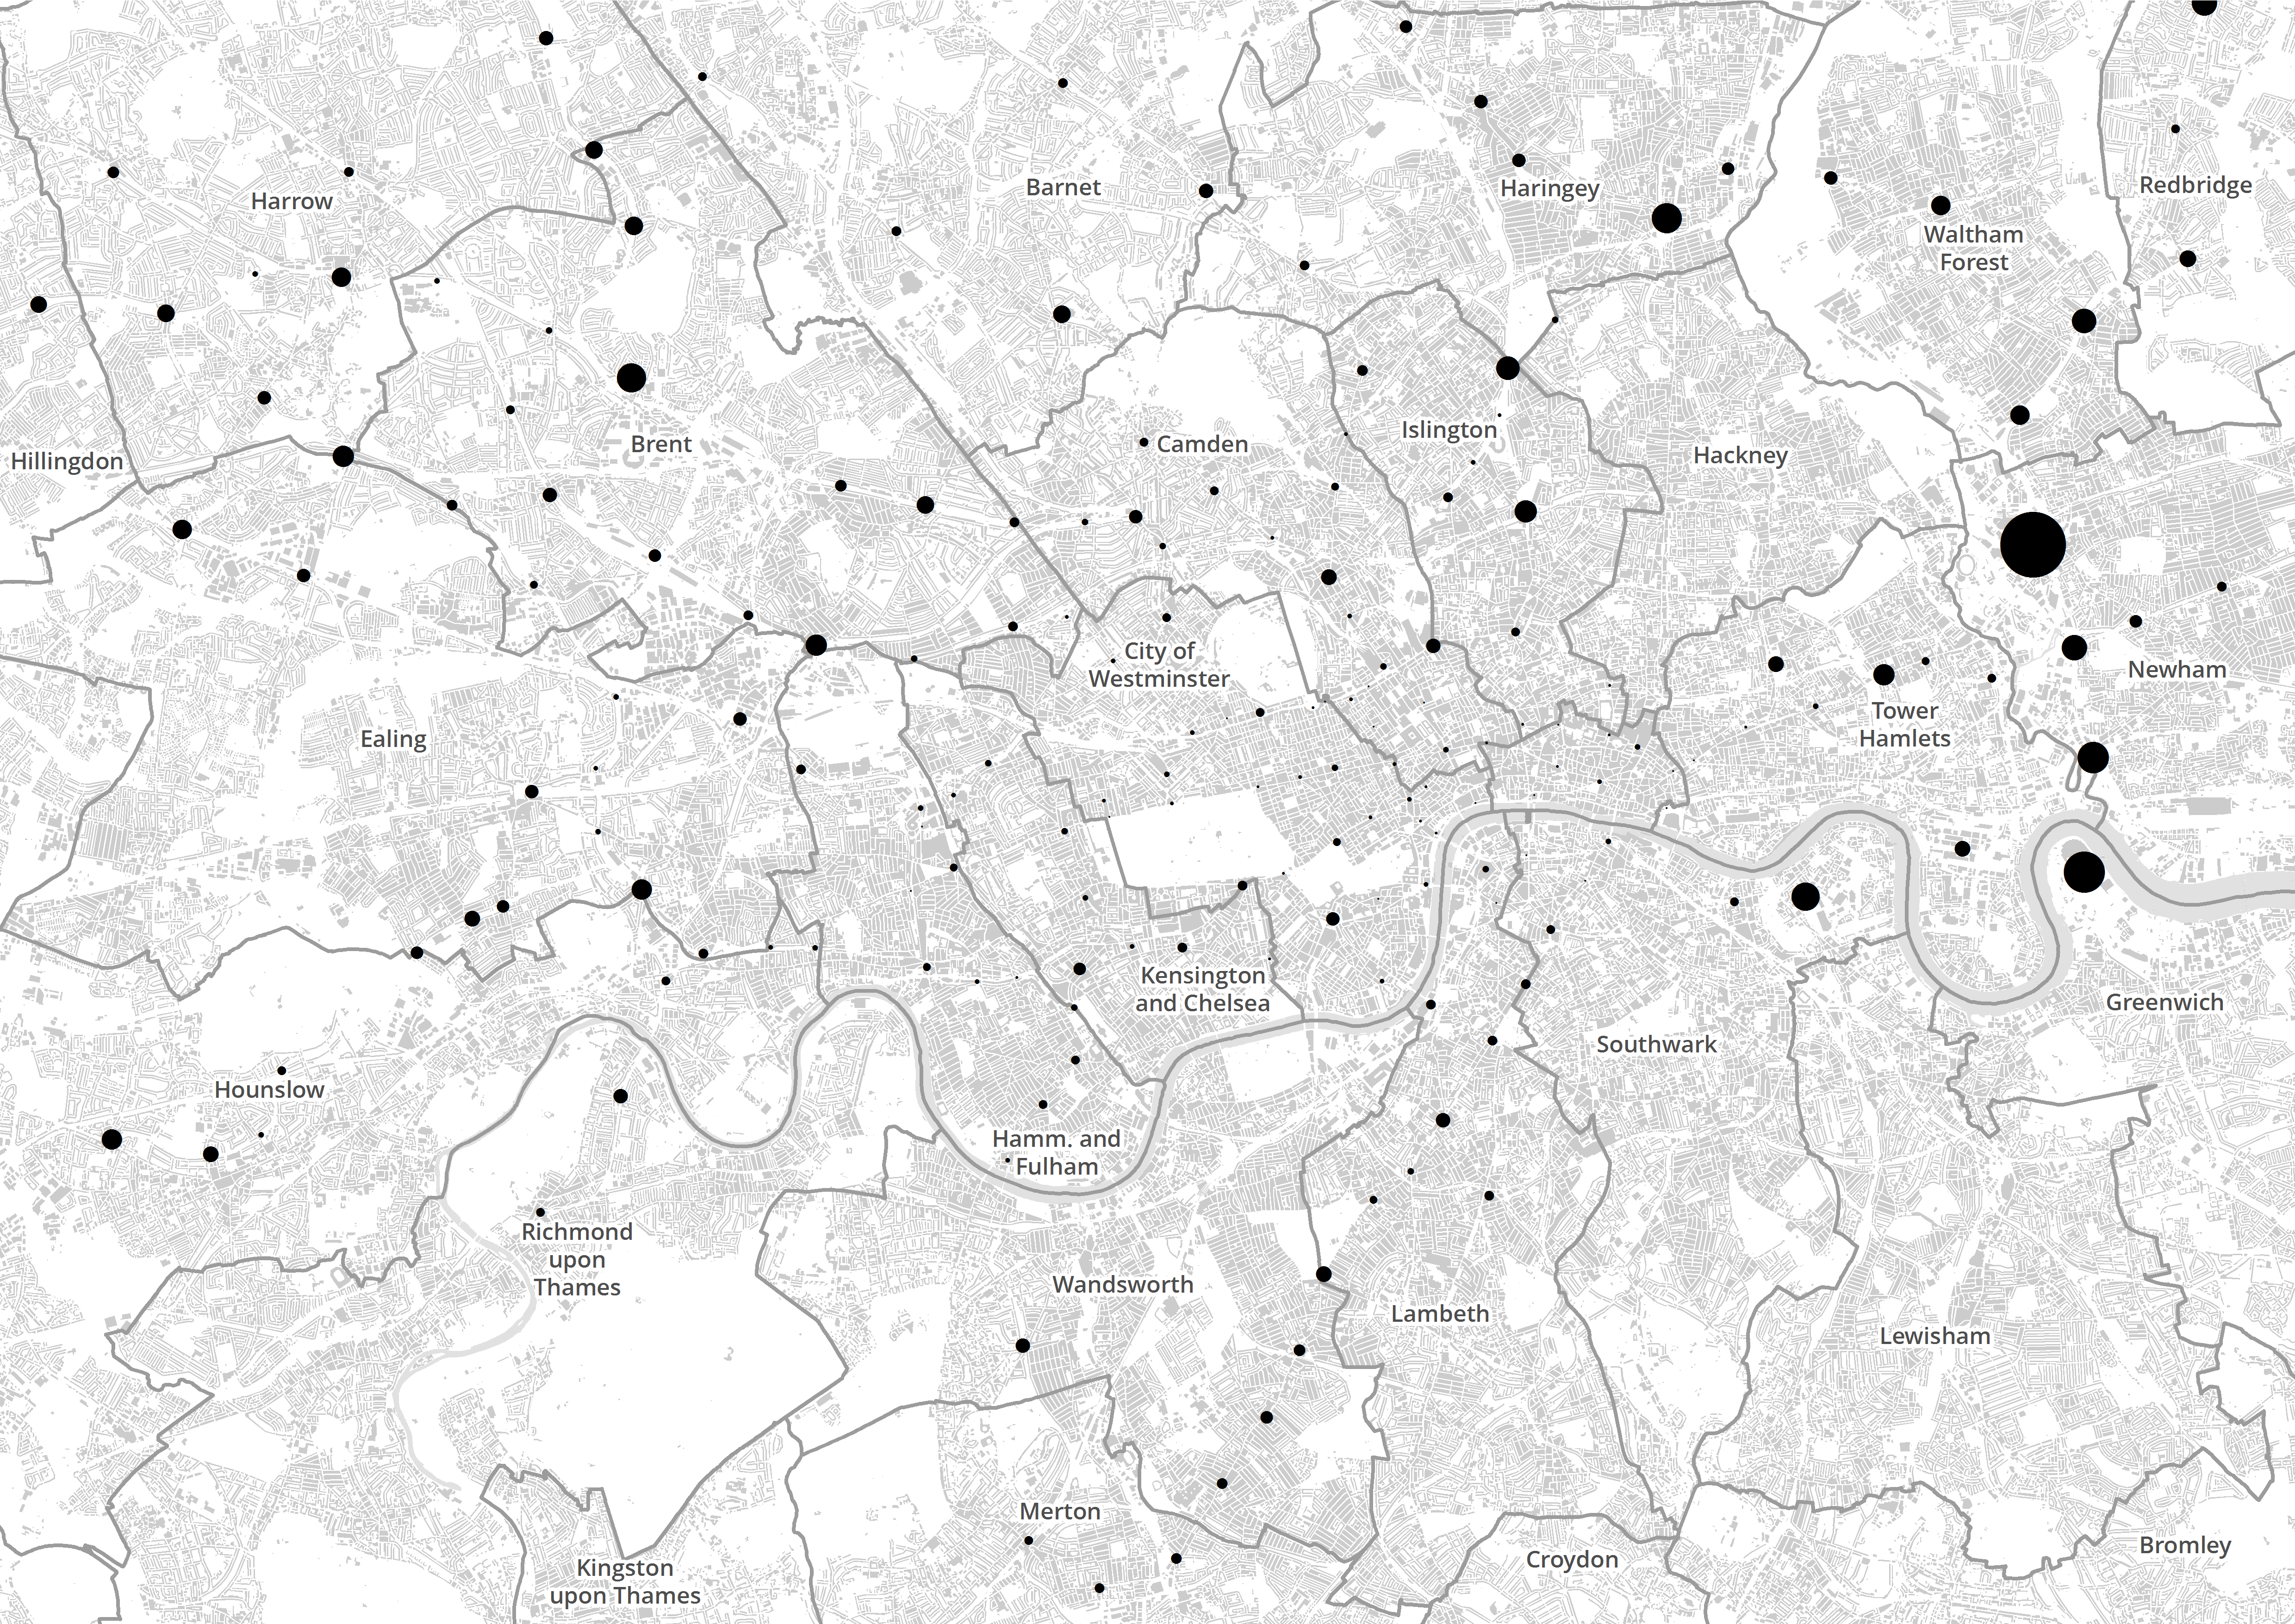 Barnet
Redbridge
Haringey
Harrow
Waltham
Forest
Islington
Brent
Camden
Hackney
Hillingdon
City of
Westminster
Newham
Tower
Hamlets
Ealing
Kensington
and Chelsea
Greenwich
Southwark
Hounslow
Hamm. and
Fulham
Richmond
upon
Thames
Wandsworth
Lambeth
Lewisham
Merton
Bromley
Croydon
Kingston
upon Thames